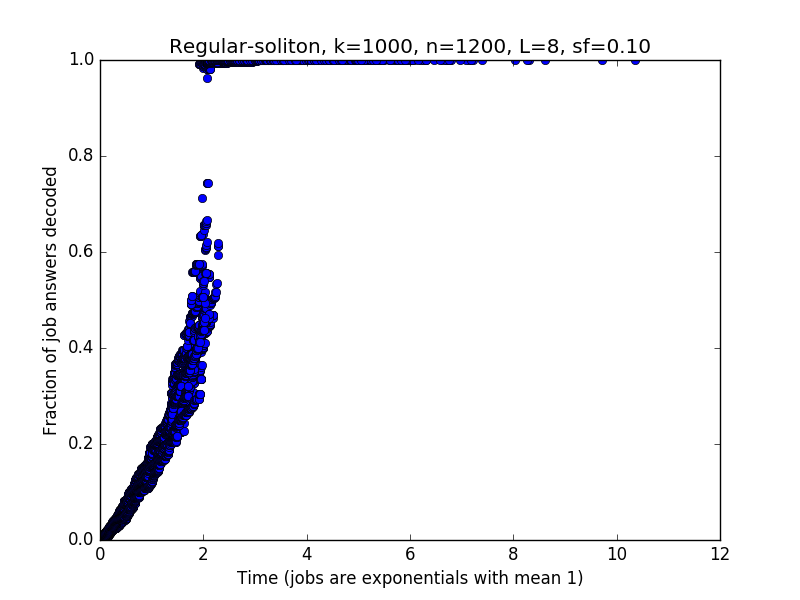 Regular-soliton, k=1000, n=1200, L=8, sf=0.10
1.0
0.8
0.6
0.4
0.2
0.0
Fraction of job answers decoded
0 2 4 6 8 10 12
Time (jobs are exponentials with mean 1)